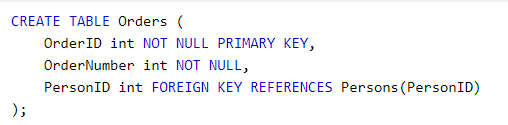 CREATE TABLE Orders (
    OrderID int NOT NULL PRIMARY KEY,
    OrderNumber int NOT NULL,
    PersonID int FOREIGN KEY REFERENCES Persons(PersonID)
);